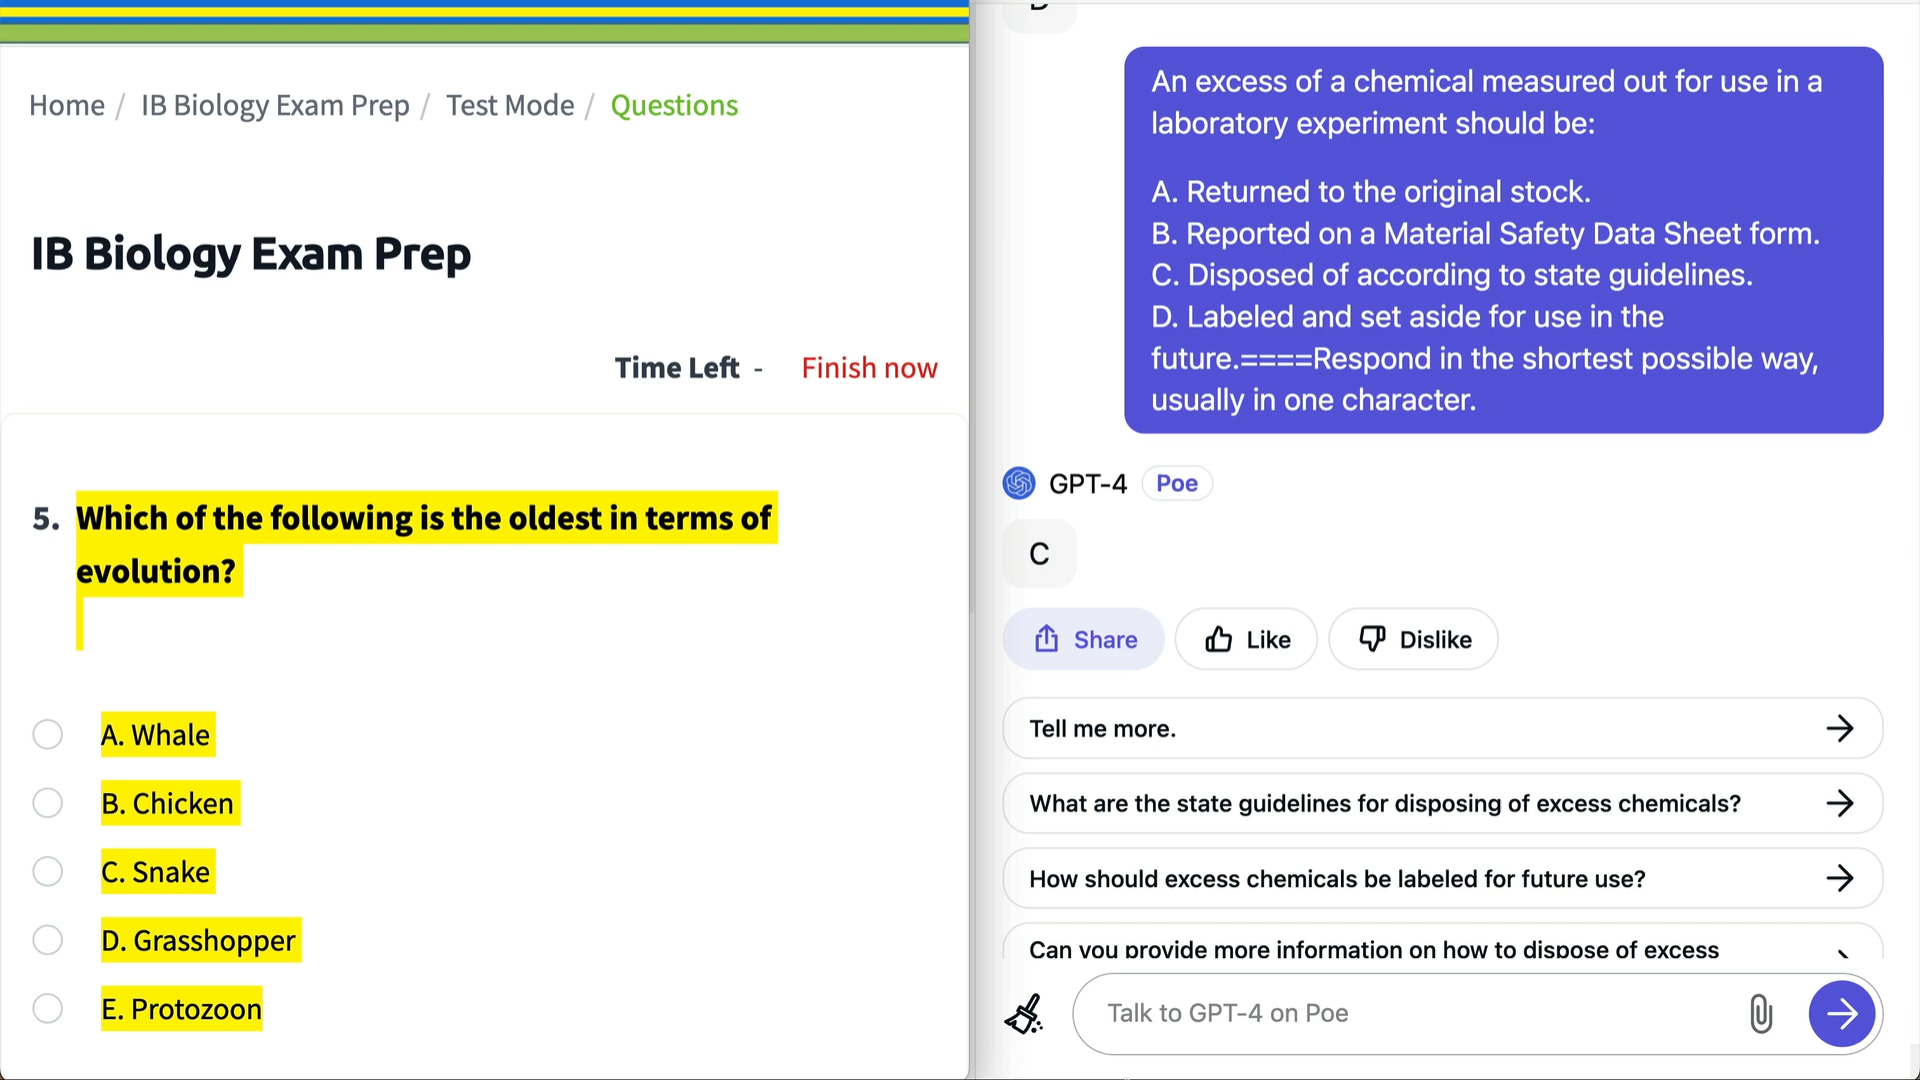 Home / IB Biology Exam Prep / Test Mode / Questions
IB Biology Exam Prep
Time Left - Finish now
5. Which of the following is the oldest in terms of
evolution?
A. Whale
B. Chicken
C. Snake
D. Grasshopper
E. Protozoon
An excess of a chemical measured out for use in a
laboratory experiment should be:
A. Returned to the original stock.
B. Reported on a Material Safety Data Sheet form.
C. Disposed of according to state guidelines.
D. Labeled and set aside for use in the
future.====Respond in the shortest possible way,
usually in one character.
GPT-4 Poe
C
Share Like Dislike
Tell me more.
What are the state guidelines for disposing of excess chemicals?
How should excess chemicals be labeled for future use?
Can you provide more information on how to dispose of excess
Talk to GPT-4 on Poe